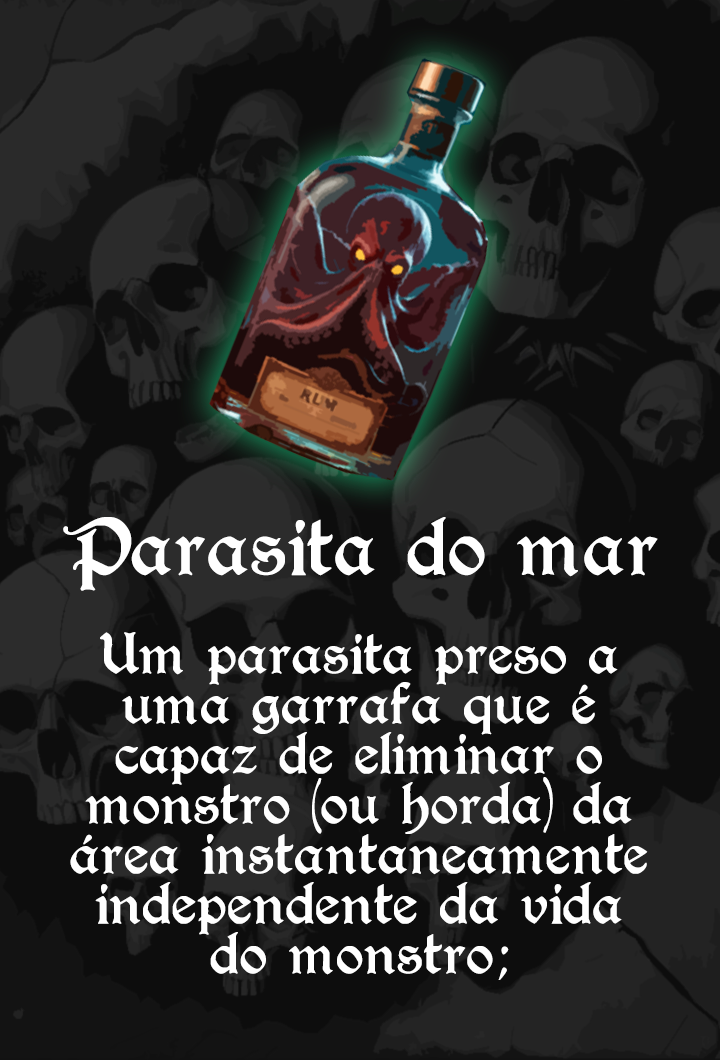 RUM
Parasita do mar
Um parasita preso a
uma garrafa que é
capaz de eliminar o
monstro (ou horda) da
área instantaneamente
independente da vida
do monstro;